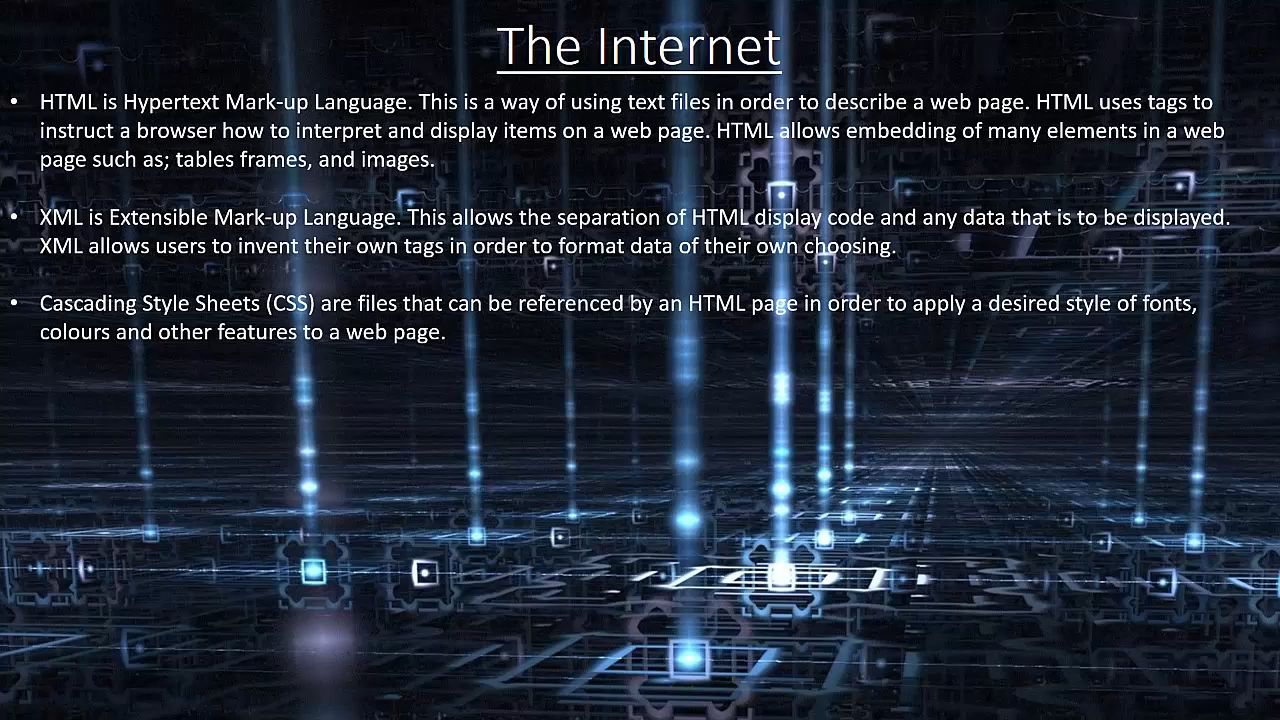 The Internet
• HTML is Hypertext Mark-up Language. This is a way of using text files in order to describe a web page. HTML uses tags to
instruct a browser how to interpret and display items on a web page. HTML allows embedding of many elements in a web
page such as; tables frames, and images.
• XML is Extensible Mark-up Language. This allows the separation of HTML display code and any data that is to be displayed.
XML allows users to invent their own tags in order to format data of their own choosing.
• Cascading Style Sheets (CSS) are files that can be referenced by an HTML page in order to apply a desired style of fonts,
colours and other features to a web page.